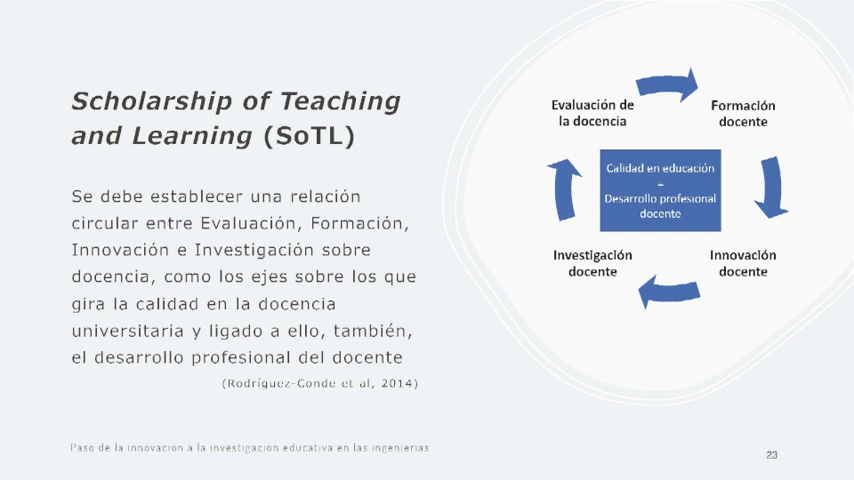 Scholarship of Teaching
and Learning (SoTL)
Se debe establecer una relación
circular entre Evaluación, Formación,
Innovación e Investigación sobre
docencia, como los ejes sobre los que
gira la calidad en la docencia
universitaria y ligado a ello, también,
el desarrollo profesional del docente
(Rodríguez-Conde et al, 2014)
Evaluación de
la docencia
Formación
docente
Calidad en educación
–
Desarrollo profesional
docente
Investigación
docente
Innovación
docente
Paso de la innovacion a la investigacion educativa en las ingenierias
23